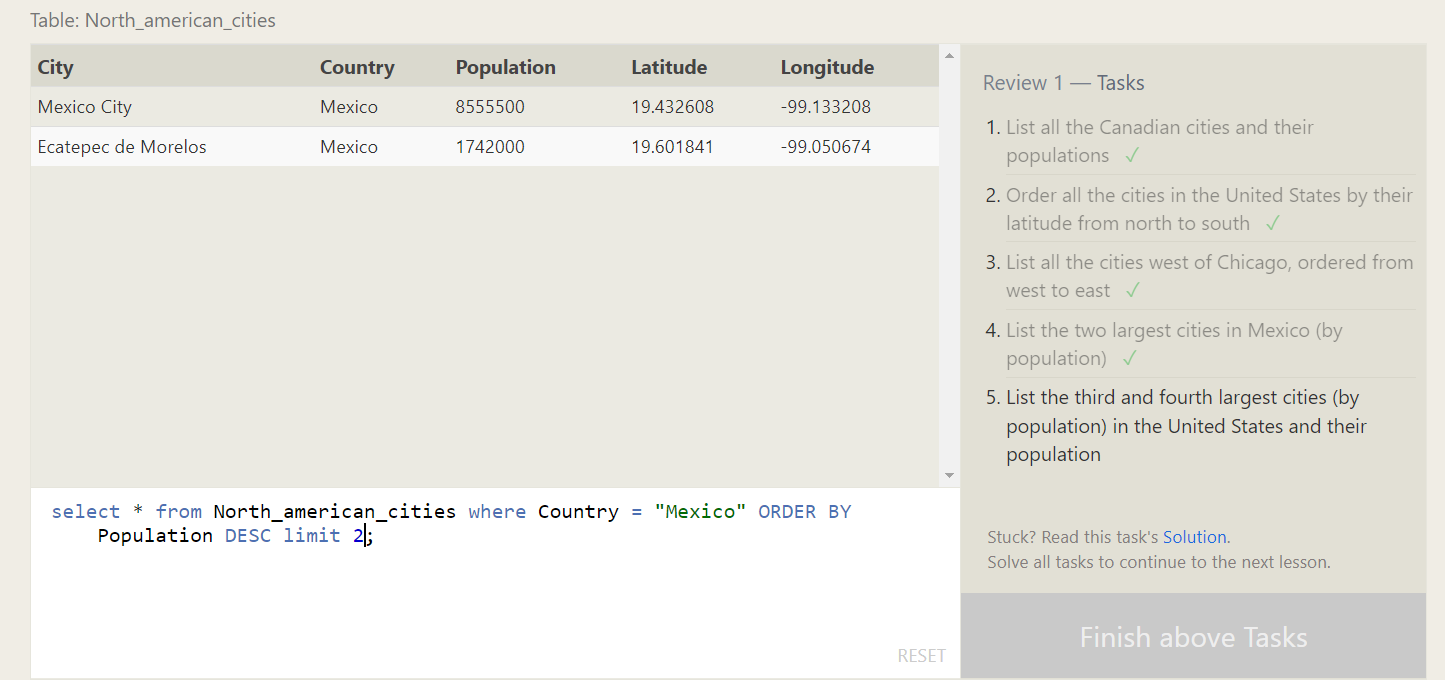 Table: North_american_cities
City Country Population Latitude Longitude
Mexico City Mexico 8555500 19.432608 -99.133208
Ecatepec de Morelos Mexico 1742000 19.601841 -99.050674
select * from North_american_cities where Country = "Mexico" ORDER BY
Population DESC limit 2;
RESET
Review 1 — Tasks
1. List all the Canadian cities and their
populations ✓
2. Order all the cities in the United States by their
latitude from north to south ✓
3. List all the cities west of Chicago, ordered from
west to east ✓
4. List the two largest cities in Mexico (by
population) ✓
5. List the third and fourth largest cities (by
population) in the United States and their
population
Stuck? Read this task's Solution.
Solve all tasks to continue to the next lesson.
Finish above Tasks